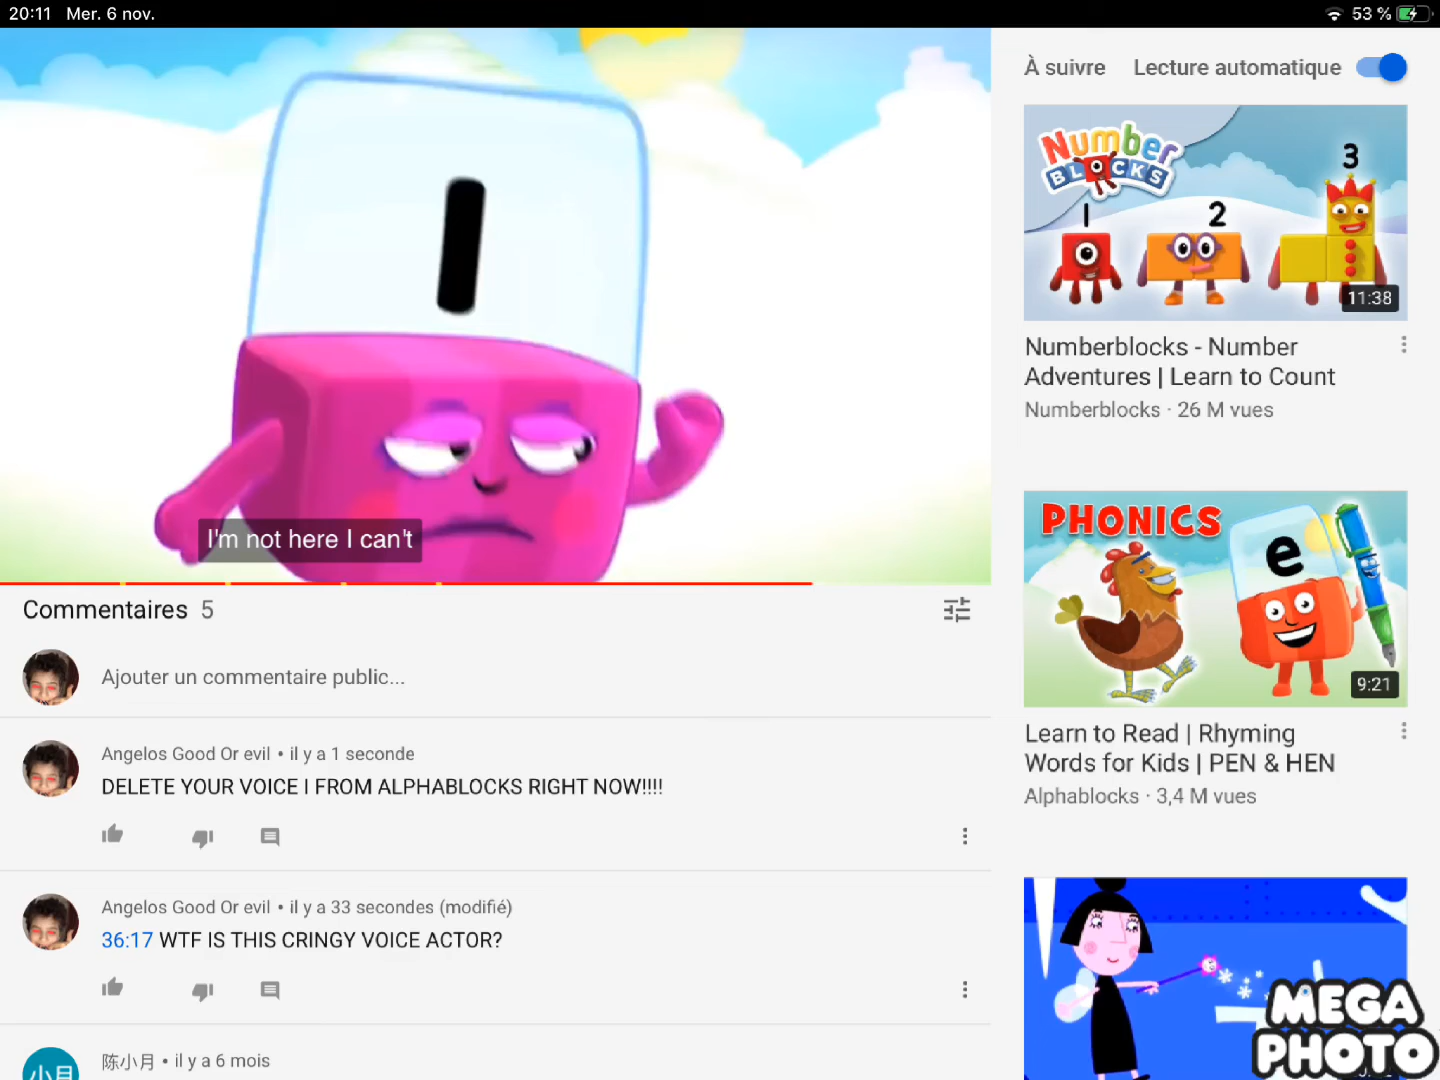 20:11 Mer. 6 nov.
53 %
I
I'm not here I can't
À suivre Lecture automatique
Number
BLOCKS
1
2
3
11:38
Numberblocks - Number
Adventures | Learn to Count
Numberblocks · 26 M vues
PHONICS
e
9:21
Learn to Read | Rhyming
Words for Kids | PEN & HEN
Alphablocks · 3,4 M vues
Commentaires 5
Ajouter un commentaire public...
Angelos Good Or evil • il y a 1 seconde
DELETE YOUR VOICE I FROM ALPHABLOCKS RIGHT NOW!!!!
Angelos Good Or evil • il y a 33 secondes (modifié)
36:17 WTF IS THIS CRINGY VOICE ACTOR?
小月
陈小月 • il y a 6 mois
MEGA
PHOTO